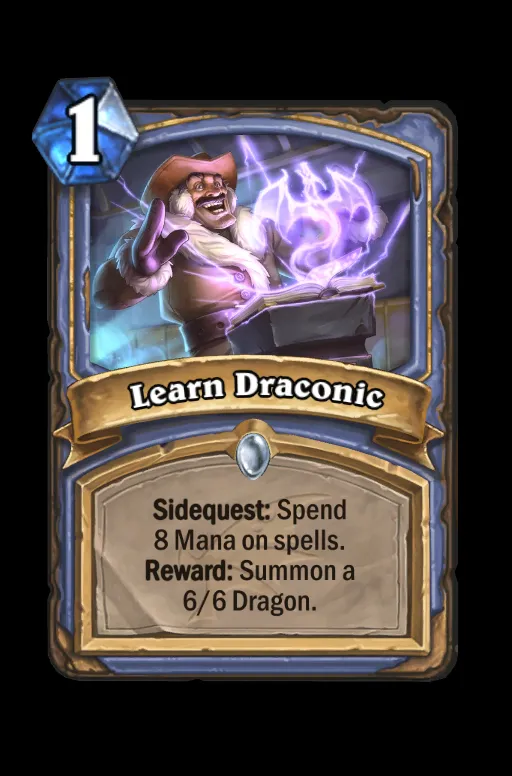 1
Learn Draconic
Sidequest: Spend
8 Mana on spells.
Reward: Summon a
6/6 Dragon.